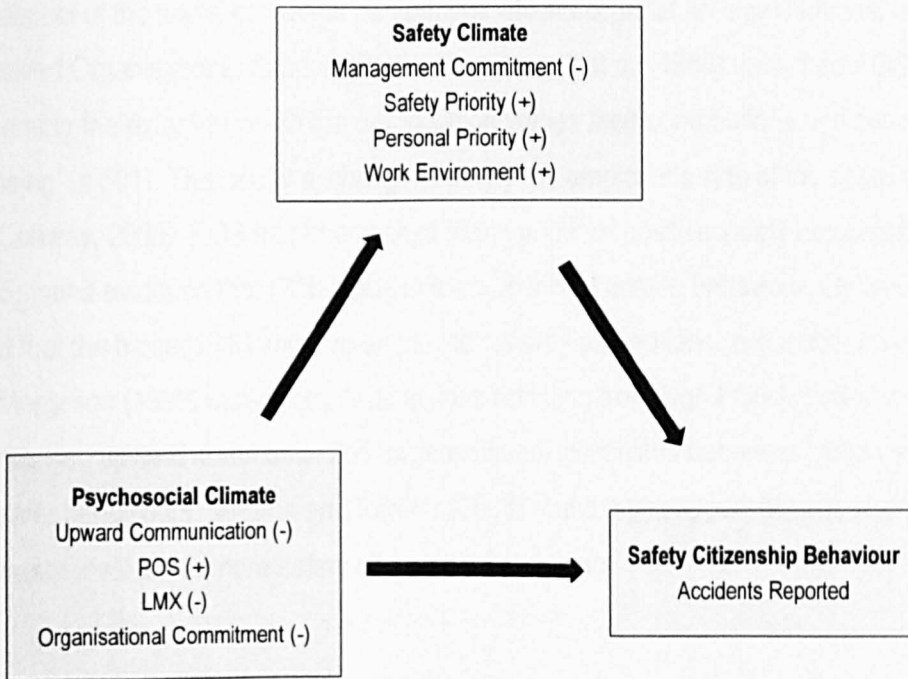 Safety Climate
Management Commitment (-)
Safety Priority (+)
Personal Priority (+)
Work Environment (+)
Psychosocial Climate
Upward Communication (-)
POS (+)
LMX (-)
Organisational Commitment (-)
Safety Citizenship Behaviour
Accidents Reported